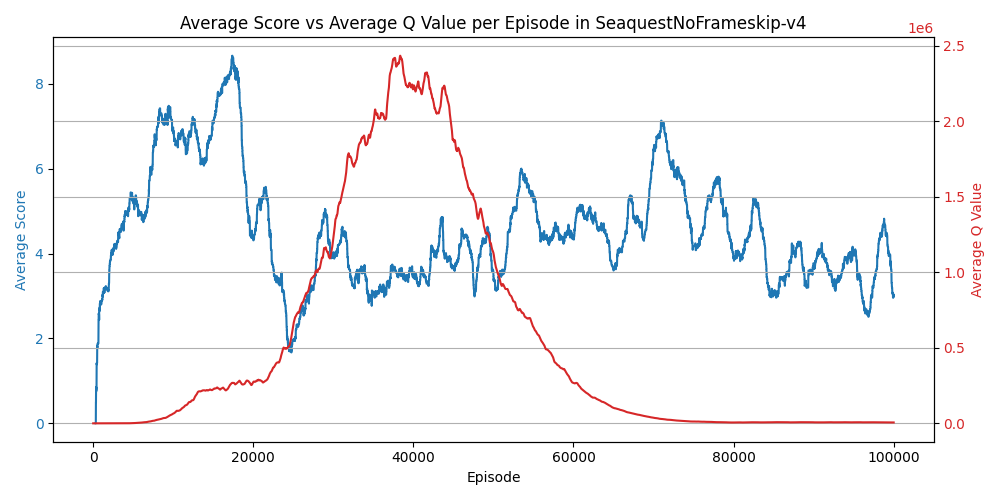 Average Score vs Average Q Value per Episode in SeaquestNoFrameskip-v4
1e6
Average Score
8
6
4
2
0
2.5
2.0
1.5
1.0
0.5
0.0
Average Q Value
0 20000 40000 60000 80000 100000
Episode